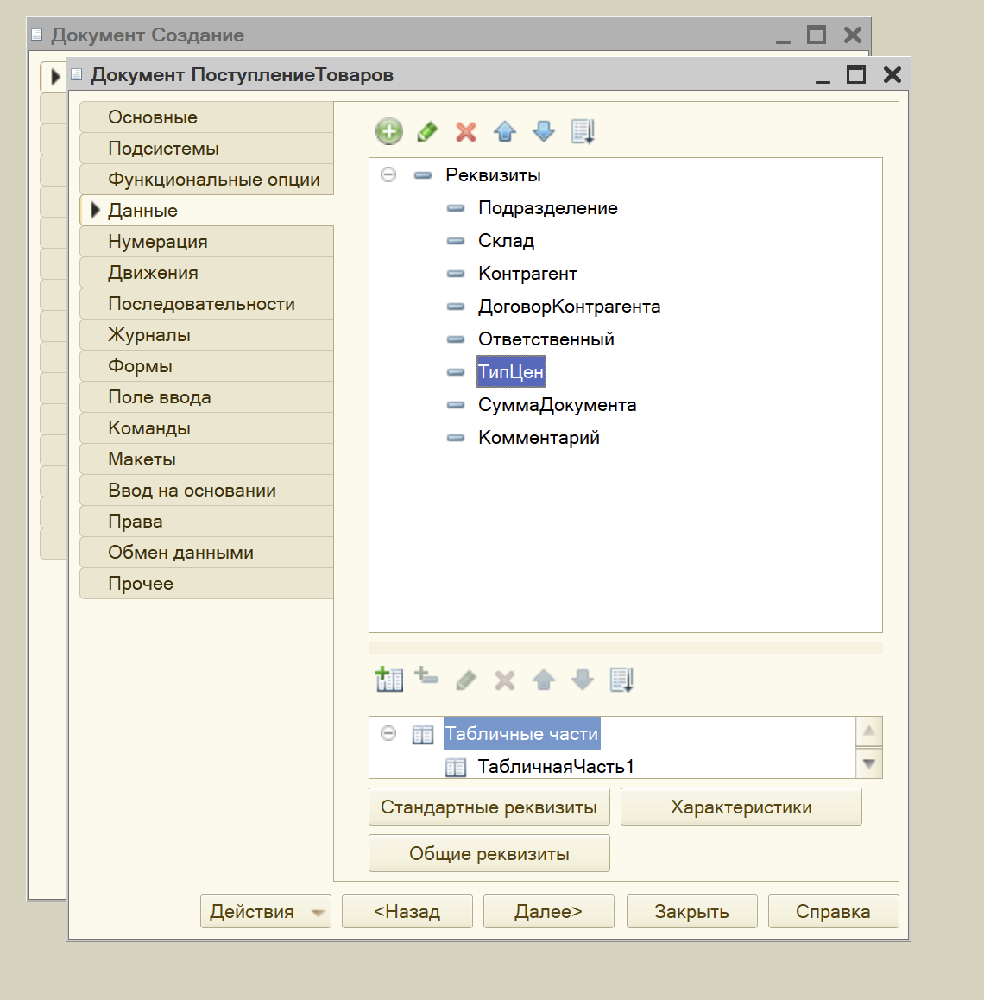 Документ Создание
Документ ПоступлениеТоваров
Основные
Подсистемы
Функциональные опции
Данные
Нумерация
Движения
Последовательности
Журналы
Формы
Поле ввода
Команды
Макеты
Ввод на основании
Права
Обмен данными
Прочее
Реквизиты
Подразделение
Склад
Контрагент
ДоговорКонтрагента
Ответственный
ТипЦен
СуммаДокумента
Комментарий
Табличные части
ТабличнаяЧасть1
Стандартные реквизиты
Характеристики
Общие реквизиты
Действия
<Назад
Далее>
Закрыть
Справка